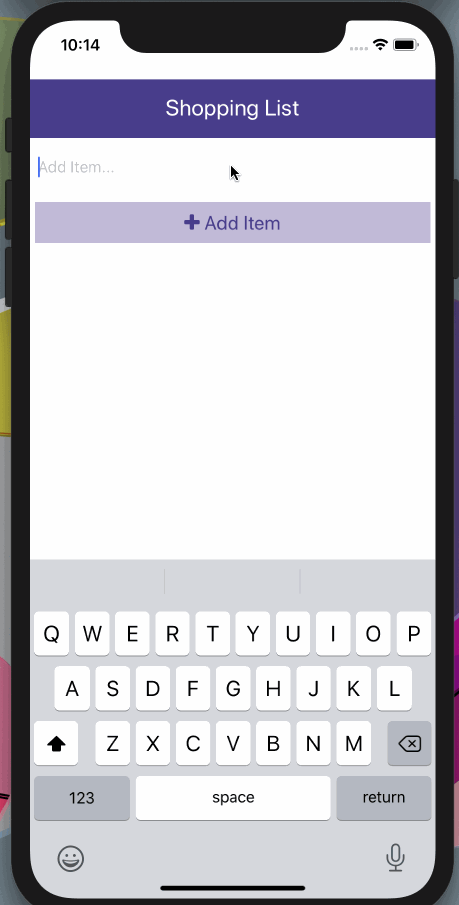 10:14
Shopping List
Add Item...
Add Item
Q W E R T Y U I O P
A S D F G H J K L
Z X C V B N M
123 space return